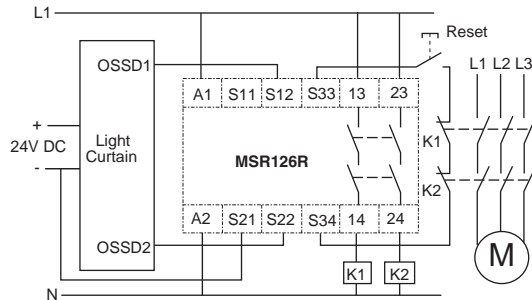 L1
Reset
OSSD1
L1 L2 L3
A1 S11 S12 S33 13 23
+
24V DC
-
Light
Curtain
MSR126R
K1
K2
A2 S21 S22 S34 14 24
OSSD2
K1 K2
M
N